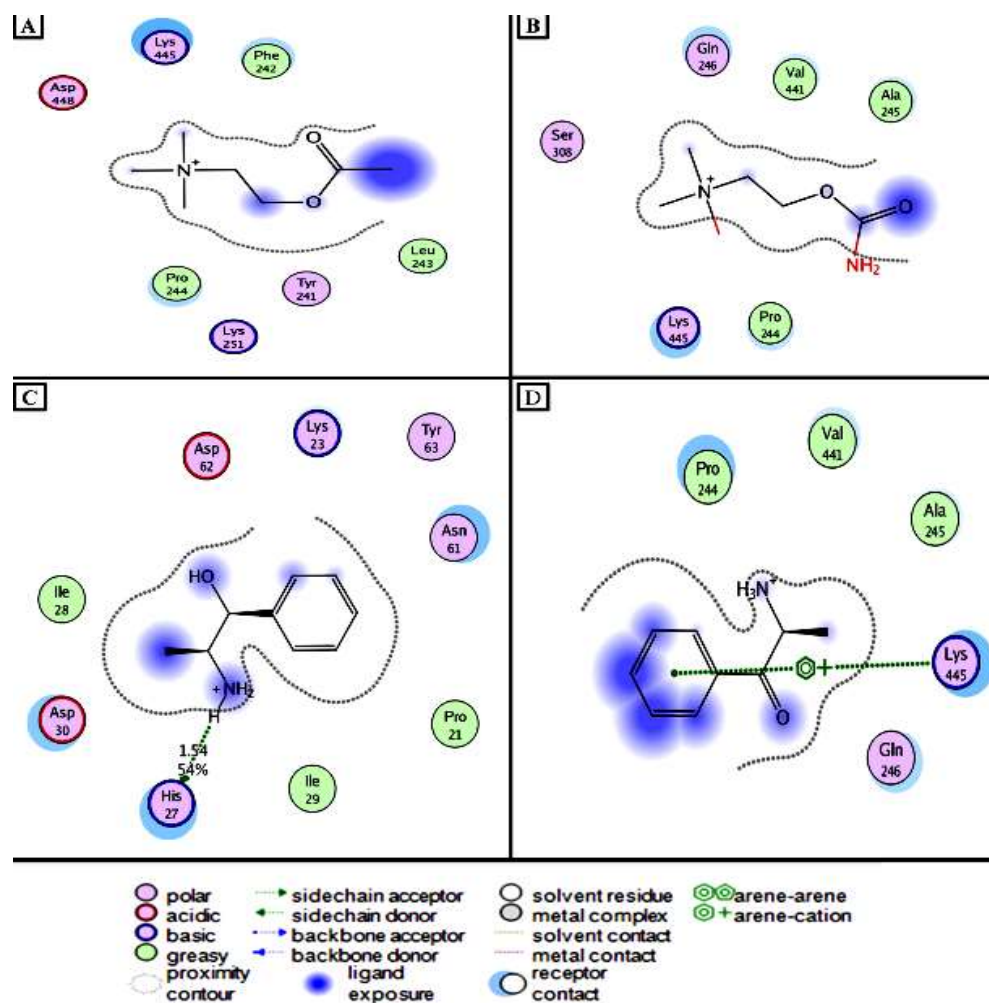 A
Lys
445
Phe
242
Asp
448
N+
O
O
Leu
243
Pro
244
Tyr
241
Lys
251
B
Gln
246
Val
441
Ala
245
Ser
308
N+
O
O
NH2
Lys
445
Pro
244
C
Asp
62
Lys
23
Tyr
63
Asn
61
Ile
28
HO
+NH2
H
Asp
30
1.54
54%
His
27
Ile
29
Pro
21
D
Pro
244
Val
441
Ala
245
H3N+
+
Lys
445
O
Gln
246
polar
acidic
basic
greasy
proximity
contour
sidechain acceptor
sidechain donor
backbone acceptor
backbone donor
ligand
exposure
solvent residue
metal complex
solvent contact
metal contact
receptor
contact
arene-arene
+arene-cation